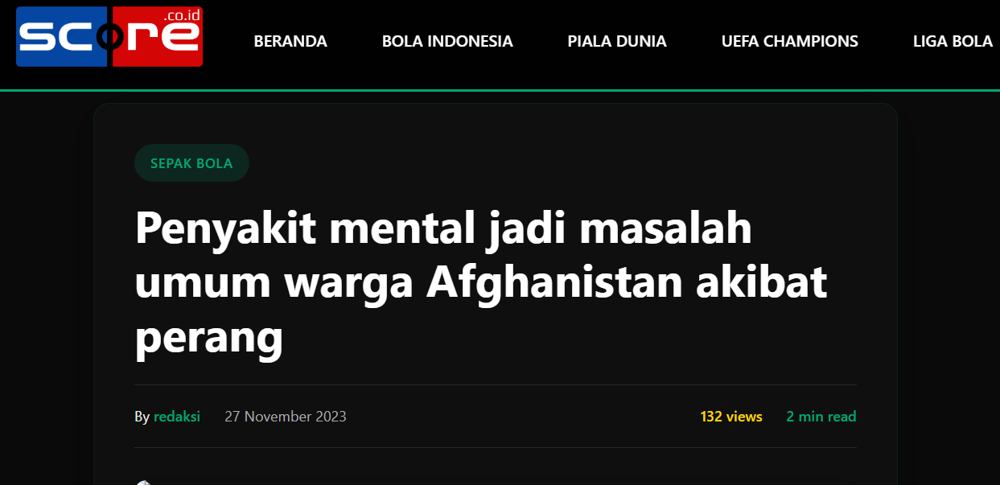 score
.co.id
BERANDA
BOLA INDONESIA
PIALA DUNIA
UEFA CHAMPIONS
LIGA BOLA
SEPAK BOLA
Penyakit mental jadi masalah
umum warga Afghanistan akibat
perang
By redaksi
27 November 2023
132 views
2 min read